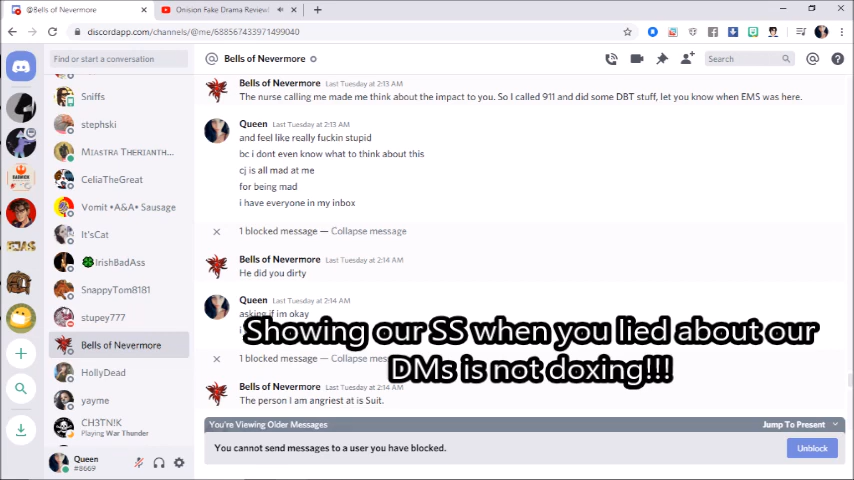 @Bells of Nevermore
Onision Fake Drama Review!
discordapp.com/channels/@me/688567433971499040
Find or start a conversation
@ Bells of Nevermore
Search
Sniffs
stephski
Miastra Therianth...
CeliaTheGreat
Vomit •A&A• Sausage
It'sCat
IrishBadAss
SnappyTom8181
stupey777
Bells of Nevermore
HollyDead
yayme
CH3TN!K
Playing War Thunder
Queen
#8669
Bells of Nevermore Last Tuesday at 2:13 AM
The nurse calling me made me think about the impact to you. So I called 911 and did some DBT stuff, let you know when EMS was here.
Queen Last Tuesday at 2:13 AM
and feel like really fuckin stupid
bc i dont even know what to think about this
cj is all mad at me
for being mad
i have everyone in my inbox
1 blocked message — Collapse message
Bells of Nevermore Last Tuesday at 2:14 AM
He did you dirty
Queen Last Tuesday at 2:14 AM
asking if im okay
Showing our SS when you lied about our
DMs is not doxing!!!
1 blocked message — Collapse
Bells of Nevermore Last Tuesday at 2:14 AM
The person I am angriest at is Suit.
You're Viewing Older Messages
Jump To Present
You cannot send messages to a user you have blocked.
Unblock